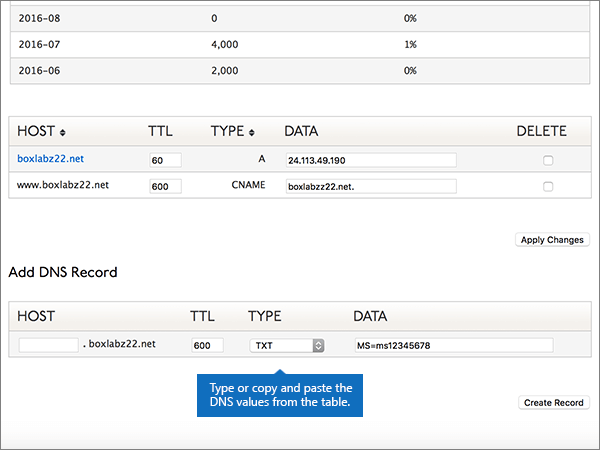 2016-08 0 0%
2016-07 4,000 1%
2016-06 2,000 0%
HOST TTL TYPE DATA DELETE
boxlabz22.net 60 A 24.113.49.190
www.boxlabz22.net 600 CNAME boxlabzz22.net.
Apply Changes
Add DNS Record
HOST TTL TYPE DATA
. boxlabz22.net 600 TXT MS=ms12345678
Type or copy and paste the
DNS values from the table.
Create Record